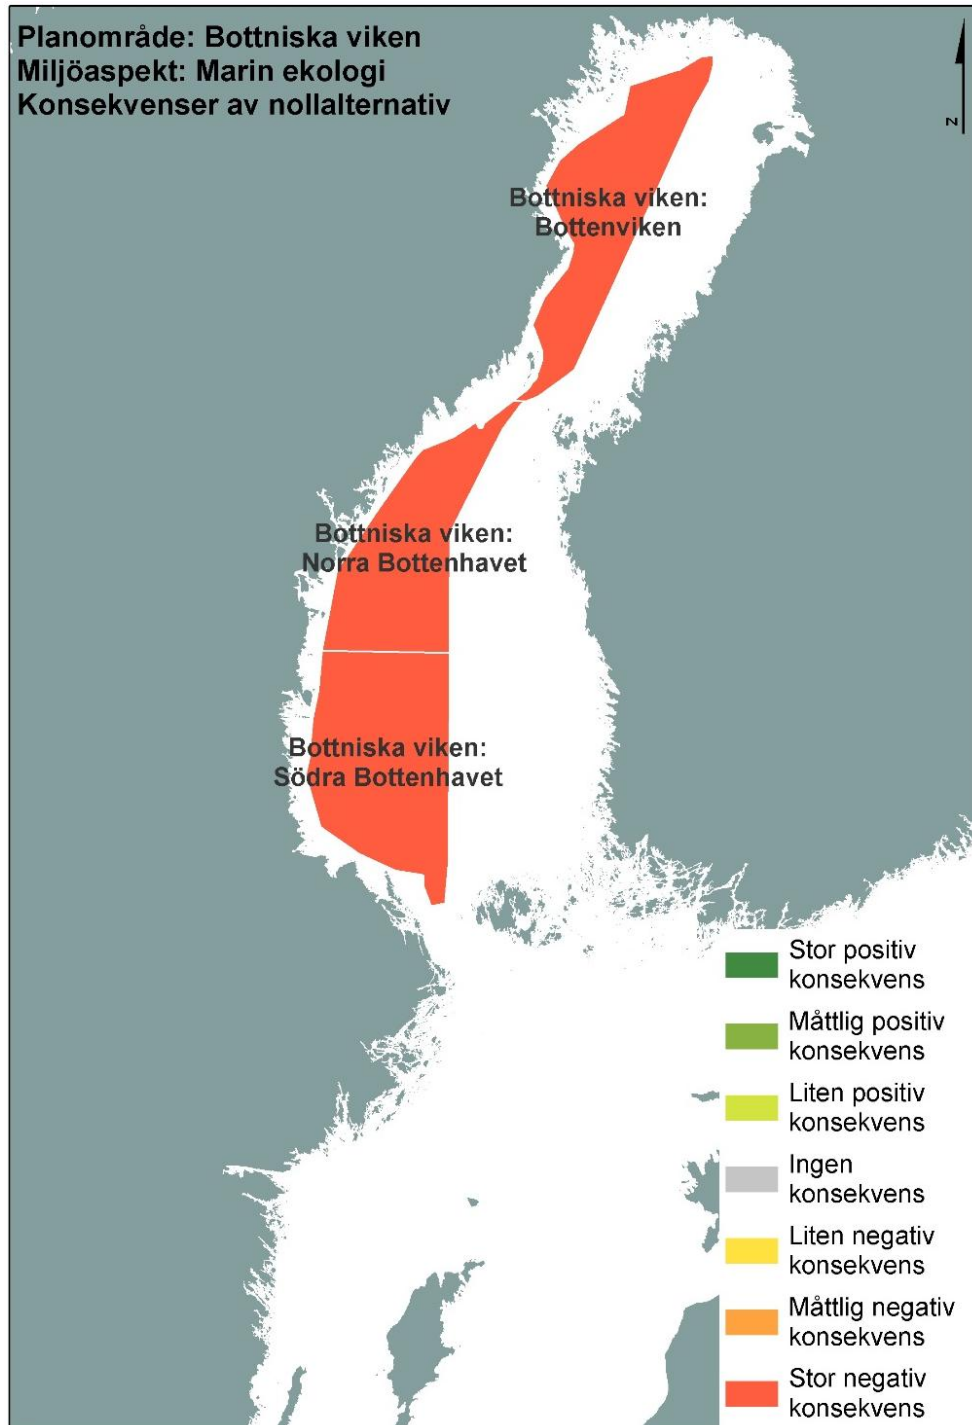 Planområde: Bottniska viken
Miljöaspekt: Marin ekologi
Konsekvenser av nollalternativ
N
Bottniska viken:
Bottenviken
Bottniska viken:
Norra Bottenhavet
Bottniska viken:
Södra Bottenhavet
Stor positiv
konsekvens
Måttlig positiv
konsekvens
Liten positiv
konsekvens
Ingen
konsekvens
Liten negativ
konsekvens
Måttlig negativ
konsekvens
Stor negativ
konsekvens